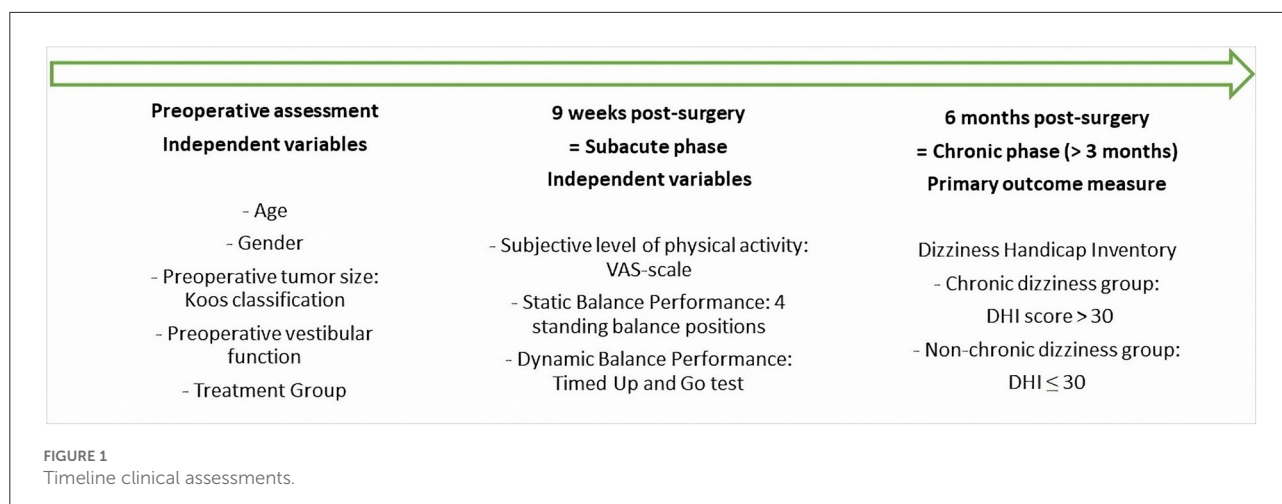 Preoperative assessment
Independent variables
- Age
- Gender
- Preoperative tumor size:
Koos classification
- Preoperative vestibular
function
- Treatment Group
9 weeks post-surgery
= Subacute phase
Independent variables
- Subjective level of physical activity:
VAS-scale
- Static Balance Performance: 4
standing balance positions
- Dynamic Balance Performance:
Timed Up and Go test
6 months post-surgery
= Chronic phase (> 3 months)
Primary outcome measure
Dizziness Handicap Inventory
- Chronic dizziness group:
DHI score > 30
- Non-chronic dizziness group:
DHI ≤ 30
FIGURE 1
Timeline clinical assessments.